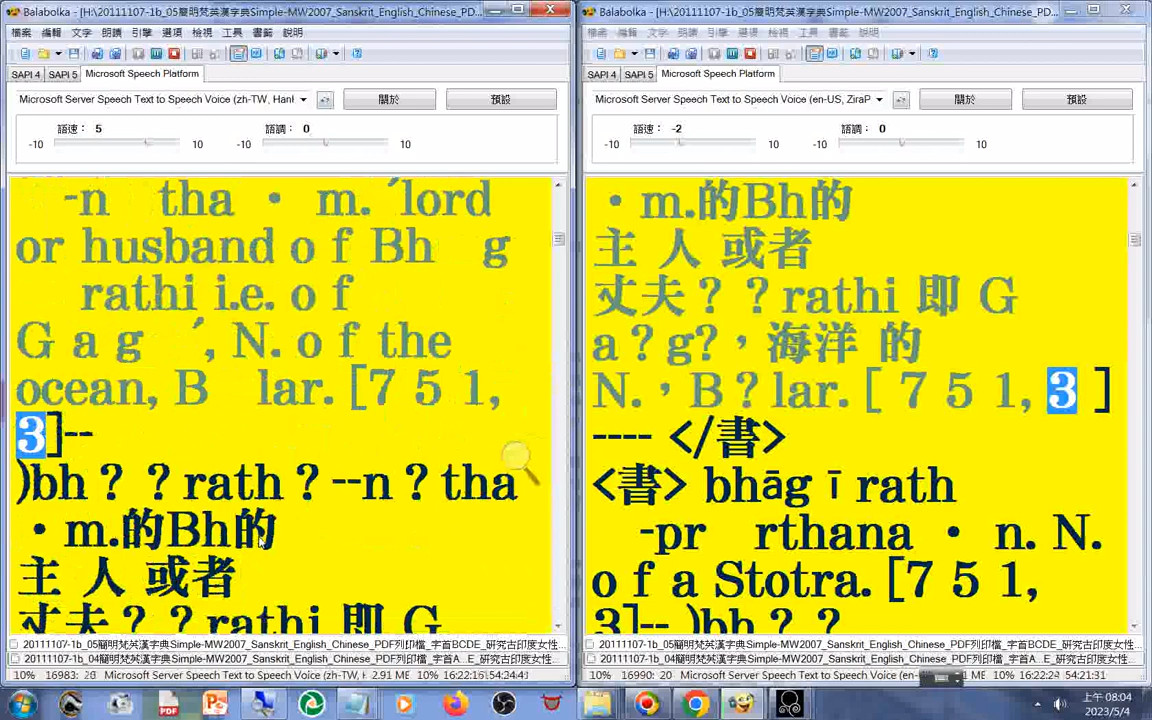 Balabolka - [H:\20111107-1b_05簡明梵英漢字典Simple-MW2007_Sanskrit_English_Chinese_PD...
檔案 編輯 文字 朗讀 引擎 選項 檢視 工具 書籤 說明
SAPI 4 SAPI 5 Microsoft Speech Platform
Microsoft Server Speech Text to Speech Voice (zh-TW, Hanl
關於 預設
語速： 5 語調： 0
-10 10 -10 10
-n tha • m. ´lord
or husband o f Bh g
rathi i.e. o f
G a g ´, N. o f the
ocean, B lar. [7 5 1,
3]--
)bh？？rath？--n？tha
• m.的Bh的
主 人 或者
丈夫？？rathi 即 G
20111107-1b_05簡明梵英漢字典Simple-MW2007_Sanskrit_English_Chinese_PDF列印檔_字首BCDE_研究古印度女性...
20111107-1b_04簡明梵英漢字典Simple-MW2007_Sanskrit_English_Chinese_PDF列印檔_字首A...E_研究古印度女性...
10% 16983: 20 Microsoft Server Speech Text to Speech Voice (zh-TW, H 2.91 MB 10%
Balabolka - [H:\20111107-1b_05簡明梵英漢字典Simple-MW2007_Sanskrit_English_Chinese_PD...
檔案 編輯 文字 朗讀 引擎 選項 檢視 工具 書籤 說明
SAPI 4 SAPI 5 Microsoft Speech Platform
Microsoft Server Speech Text to Speech Voice (en-US, ZiraP
關於 預設
語速： -2 語調： 0
-10 10 -10 10
• m.的Bh的
主 人 或者
丈夫？？rathi 即 G
a？g?，海洋 的
N.，B？lar. [ 7 5 1, 3 ]
---- </書>
<書> bhāg ī rath
-pr rthana • n. N.
o f a Stotra. [7 5 1,
3]-- )bh？？
20111107-1b_05簡明梵英漢字典Simple-MW2007_Sanskrit_English_Chinese_PDF列印檔_字首BCDE_研究古印度女性...
20111107-1b_04簡明梵英漢字典Simple-MW2007_Sanskrit_English_Chinese_PDF列印檔_字首A...E_研究古印度女性...
10% 16990: 20 Microsoft Server Speech Text to Speech Voice (en-US, Z 10% 16:22:24 54:21:31
上午 08:04
2023/5/4